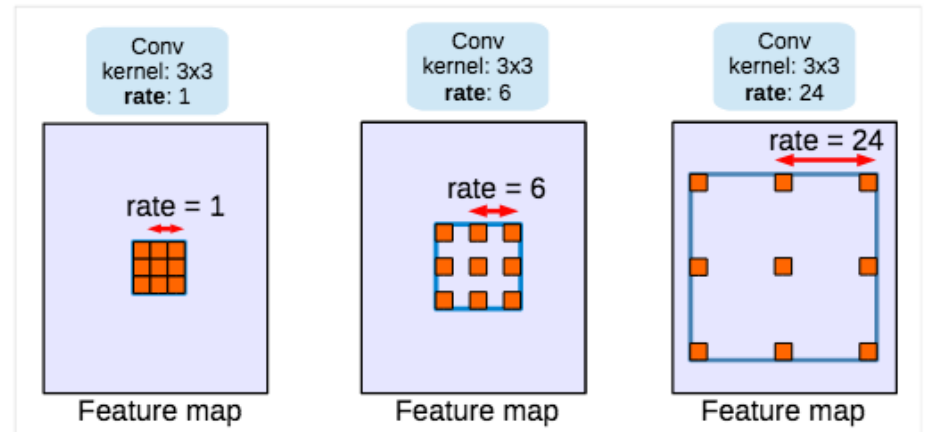 Conv
kernel: 3x3
rate: 1
Conv
kernel: 3x3
rate: 6
Conv
kernel: 3x3
rate: 24
rate = 1
rate = 6
rate = 24
Feature map
Feature map
Feature map